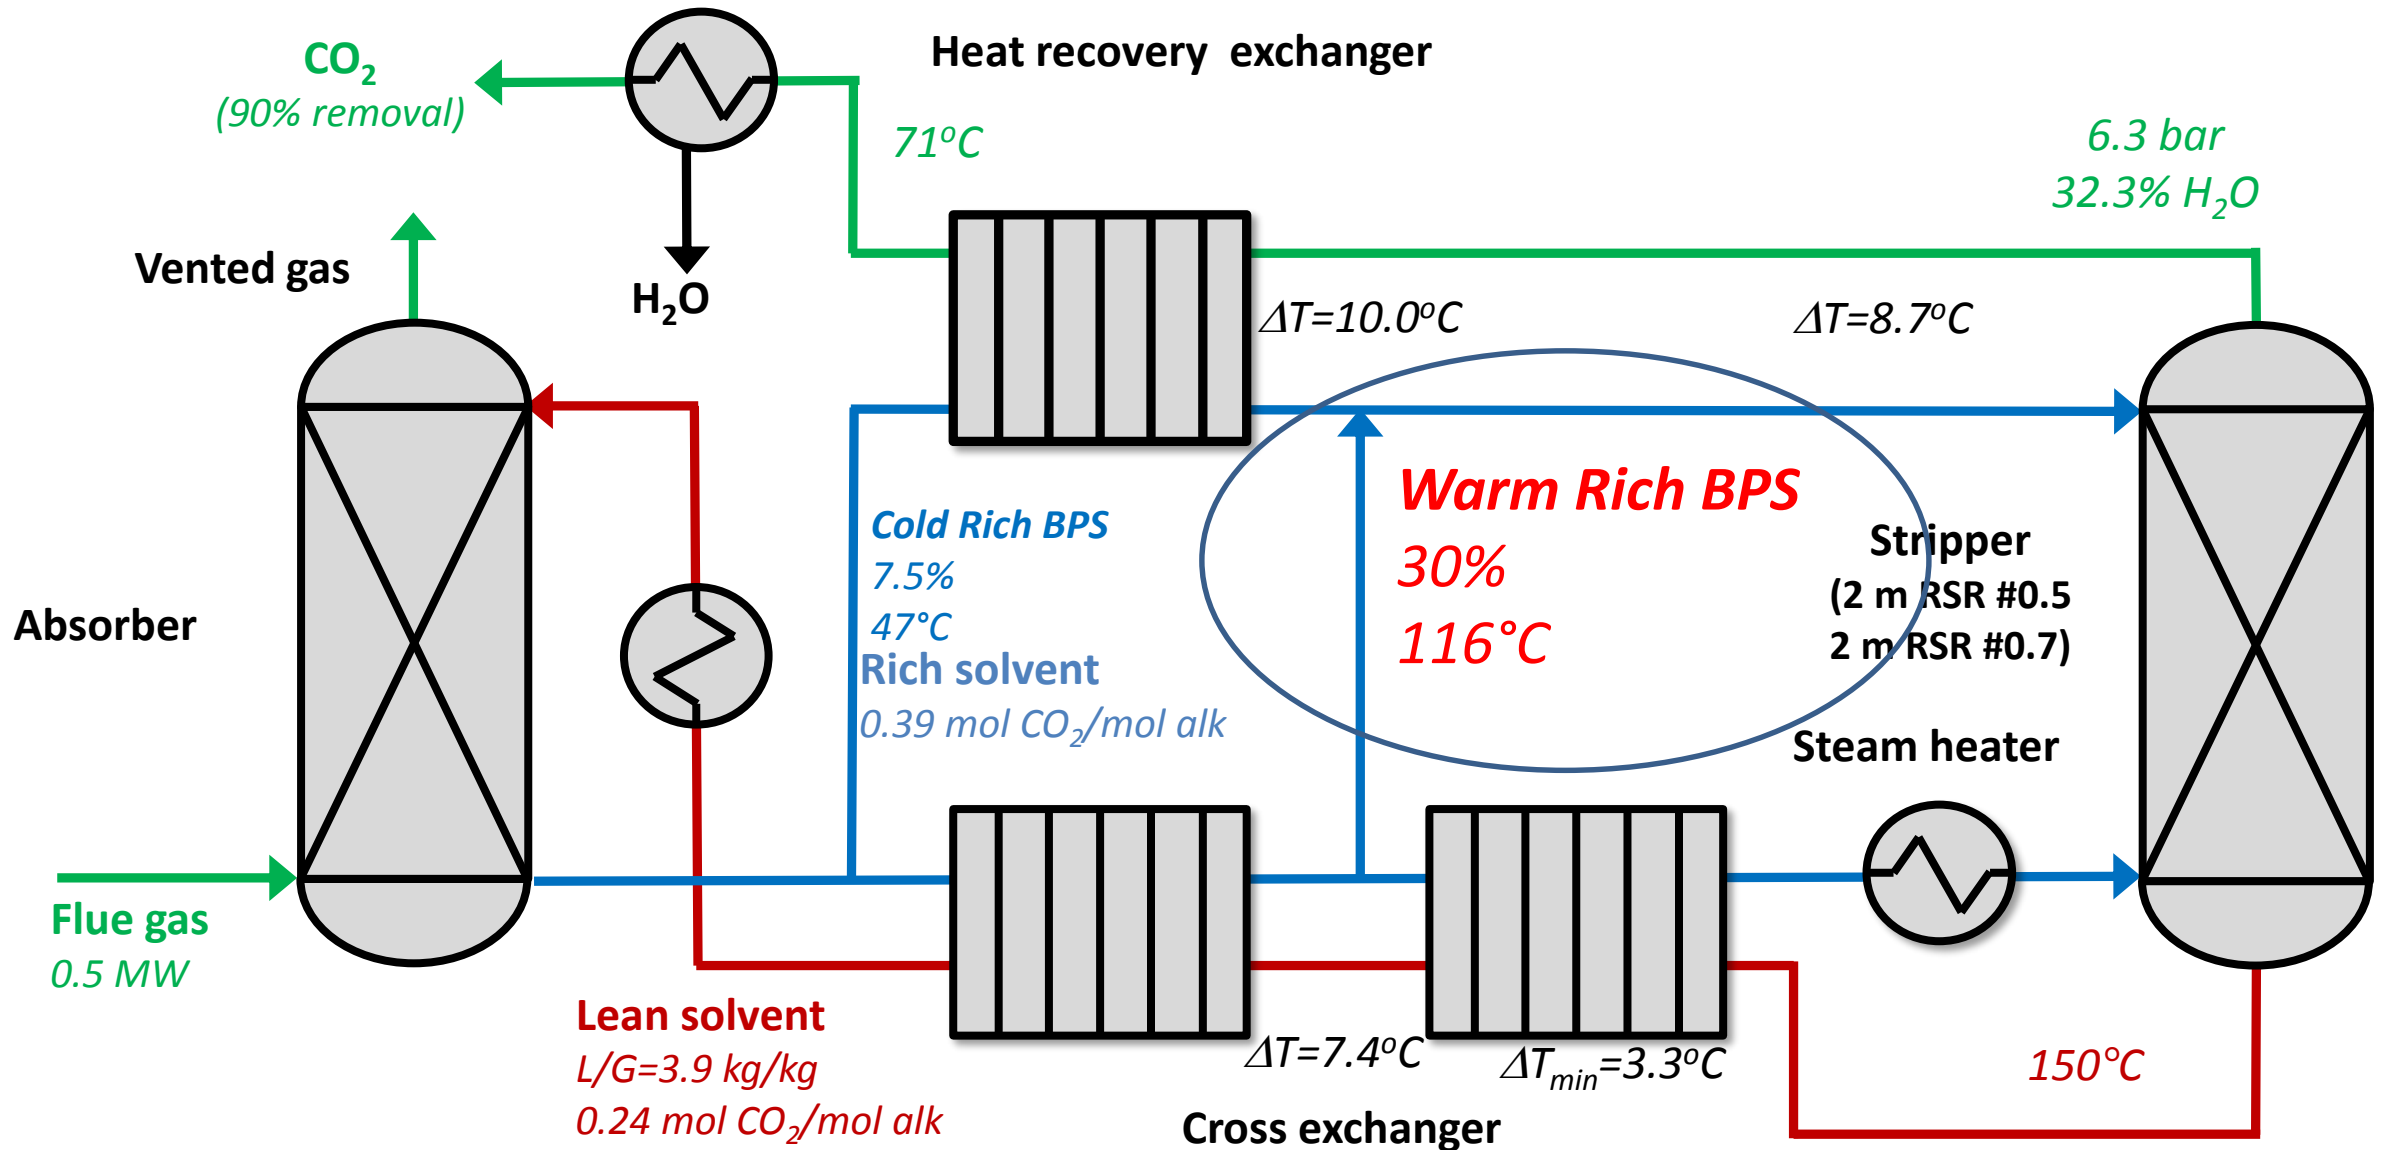 Heat recovery  exchanger
CO₂
(90% removal)
71°C
6.3 bar
32.3% H₂O
Vented gas
H₂O
ΔT=10.0°C
ΔT=8.7°C
Warm Rich BPS
30%
116°C
Cold Rich BPS
7.5%
47°C
Rich solvent
0.39 mol CO₂/mol alk
Stripper
(2 m RSR #0.5
2 m RSR #0.7)
Absorber
Steam heater
Flue gas
0.5 MW
Lean solvent
L/G=3.9 kg/kg
0.24 mol CO₂/mol alk
ΔT=7.4°C
ΔTmin=3.3°C
150°C
Cross exchanger